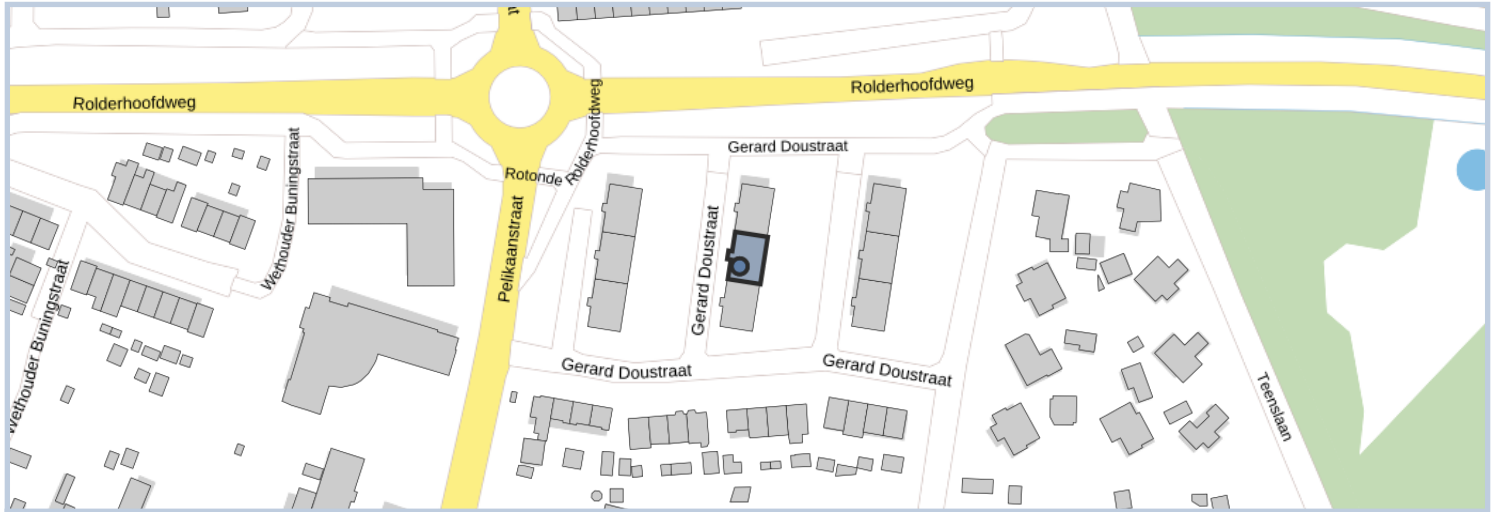 Rolderhoofdweg
Rolderhoofdweg
Rolderhoofdweg
Wethouder Buningstraat
Gerard Doustraat
Rotonde
Pelikaanstraat
Gerard Doustraat
Wethouder Buningstraat
Gerard Doustraat
Gerard Doustraat
Teenslaan